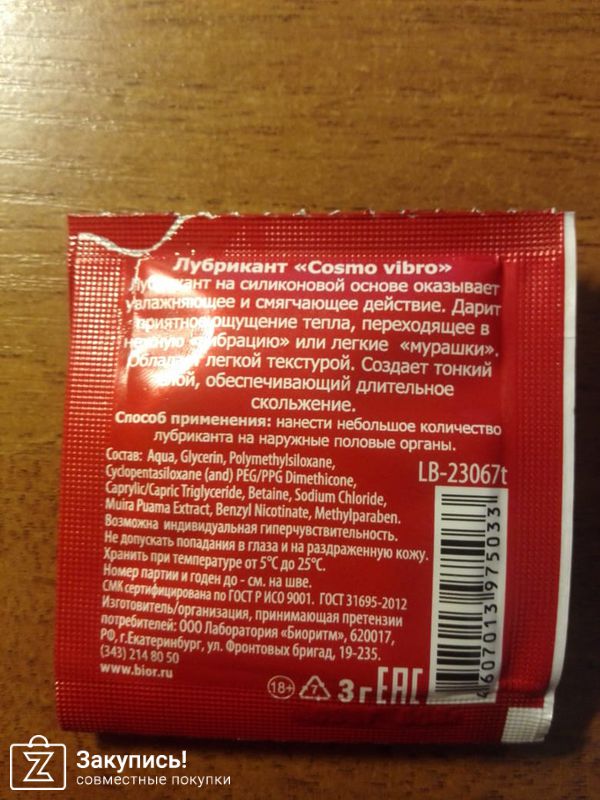 Лубрикант «Cosmo vibro»
Лубрикант на силиконовой основе оказывает
увлажняющее и смягчающее действие. Дарит
приятное ощущение тепла, переходящее в
нежную «вибрацию» или легкие «мурашки».
Обладает легкой текстурой. Создает тонкий
слой, обеспечивающий длительное
скольжение.
Способ применения: нанести небольшое количество
лубриканта на наружные половые органы.
Состав: Aqua, Glycerin, Polymethylsiloxane,
Cyclopentasiloxane (and) PEG/PPG Dimethicone,
Caprylic/Capric Triglyceride, Betaine, Sodium Chloride,
Muira Puama Extract, Benzyl Nicotinate, Methylparaben.
Возможна индивидуальная гиперчувствительность.
Не допускать попадания в глаза и на раздраженную кожу.
Хранить при температуре от 5°C до 25°C.
Номер партии и годен до - см. на шве.
СМК сертифицирована по ГОСТ Р ИСО 9001. ГОСТ 31695-2012
Изготовитель/организация, принимающая претензии
потребителей: ООО Лаборатория «Биоритм», 620017,
РФ, г.Екатеринбург, ул. Фронтовых бригад, 19-235.
(343) 214 80 50
www.bior.ru
LB-23067t
4607013975033
18+ 7 3 г EAC
Закупись!
совместные покупки